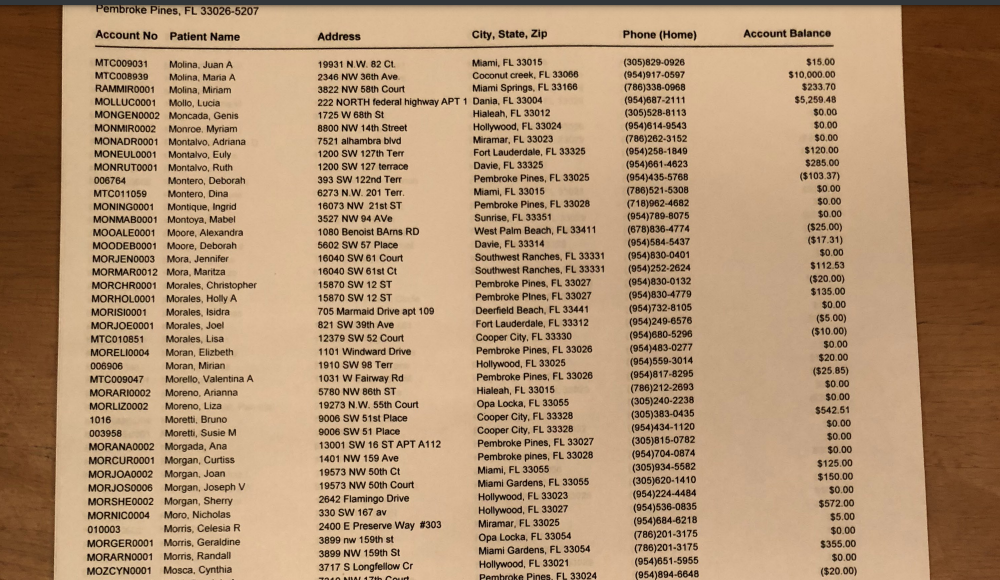 Pembroke Pines, FL 33026-5207
Account No Patient Name Address City, State, Zip Phone (Home) Account Balance
MTC009031 Molina, Juan A 19931 N.W. 82 Ct. Miami, FL 33015 (305)829-0926 $15.00
MTC008939 Molina, Maria A 2346 NW 36th Ave. Coconut creek, FL 33066 (954)917-0597 $10,000.00
RAMMIR0001 Molina, Miriam 3822 NW 58th Court Miami Springs, FL 33166 (786)338-0968 $233.70
MOLLUC0001 Mollo, Lucia 222 NORTH federal highway APT 1 Dania, FL 33004 (954)687-2111 $5,259.48
MONGEN0002 Moncada, Genis 1725 W 68th St Hialeah, FL 33012 (305)528-8113 $0.00
MONMIR0002 Monroe, Myriam 8800 NW 14th Street Hollywood, FL 33024 (954)614-9543 $0.00
MONADR0001 Montalvo, Adriana 7521 alhambra blvd Miramar, FL 33023 (786)262-3152 $0.00
MONEUL0001 Montalvo, Euly 1200 SW 127th Terr Fort Lauderdale, FL 33325 (954)258-1849 $120.00
MONRUT0001 Montalvo, Ruth 1200 SW 127 terrace Davie, FL 33325 (954)661-4623 $285.00
006764 Montero, Deborah 393 SW 122nd Terr Pembroke Pines, FL 33025 (954)435-5768 ($103.37)
MTC011059 Montero, Dina 6273 N.W. 201 Terr. Miami, FL 33015 (786)521-5308 $0.00
MONING0001 Montique, Ingrid 16073 NW 21st ST Pembroke Pines, FL 33028 (718)962-4682 $0.00
MONMAB0001 Montoya, Mabel 3527 NW 94 AVe Sunrise, FL 33351 (954)789-8075 $0.00
MOOALE0001 Moore, Alexandra 1080 Benoist BArns RD West Palm Beach, FL 33411 (678)836-4774 ($25.00)
MOODEB0001 Moore, Deborah 5602 SW 57 Place Davie, FL 33314 (954)584-5437 ($17.31)
MORJEN0003 Mora, Jennifer 16040 SW 61 Court Southwest Ranches, FL 33331 (954)830-0401 $0.00
MORMAR0012 Mora, Maritza 16040 SW 61st Ct Southwest Ranches, FL 33331 (954)252-2624 $112.53
MORCHR0001 Morales, Christopher 15870 SW 12 ST Pembroke Pines, FL 33027 (954)830-0132 ($20.00)
MORHOL0001 Morales, Holly A 15870 SW 12 ST Pembroke Pines, FL 33027 (954)830-4779 $135.00
MORISI0001 Morales, Isidra 705 Marmaid Drive apt 109 Deerfield Beach, FL 33441 (954)732-8105 $0.00
MORJOE0001 Morales, Joel 821 SW 39th Ave Fort Lauderdale, FL 33312 (954)249-6576 ($5.00)
MTC010851 Morales, Lisa 12379 SW 52 Court Cooper City, FL 33330 (954)680-5296 ($10.00)
MORELI0004 Moran, Elizbeth 1101 Windward Drive Pembroke Pines, FL 33026 (954)483-0277 $0.00
006906 Moran, Mirian 1910 SW 98 Terr Hollywood, FL 33025 (954)559-3014 $20.00
MTC009047 Morello, Valentina A 1031 W Fairway Rd Pembroke Pines, FL 33026 (954)817-8295 ($25.85)
MORARI0002 Moreno, Arianna 5780 NW 86th ST Hialeah, FL 33015 (786)212-2693 $0.00
MORLIZ0002 Moreno, Liza 19273 N.W. 55th Court Opa Locka, FL 33055 (305)240-2238 $0.00
1016 Moretti, Bruno 9006 SW 51st Place Cooper City, FL 33328 (305)383-0435 $542.51
003958 Moretti, Susie M 9006 SW 51 Place Cooper City, FL 33328 (954)434-1120 $0.00
MORANA0002 Morgada, Ana 13001 SW 16 ST APT A112 Pembroke Pines, FL 33027 (305)815-0782 $0.00
MORCUR0001 Morgan, Curtiss 1401 NW 159 Ave Pembroke pines, FL 33028 (954)704-0874 $0.00
MORJOA0002 Morgan, Joan 19573 NW 50th Ct Miami, FL 33055 (305)934-5582 $125.00
MORJOS0006 Morgan, Joseph V 19573 NW 50th Court Miami Gardens, FL 33055 (305)620-1410 $150.00
MORSHE0002 Morgan, Sherry 2642 Flamingo Drive Hollywood, FL 33023 (954)224-4484 $0.00
MORNIC0004 Moro, Nicholas 330 SW 167 av Hollywood, FL 33027 (954)536-0835 $572.00
010003 Morris, Celesia R 2400 E Preserve Way #303 Miramar, FL 33025 (954)684-6218 $5.00
MORGER0001 Morris, Geraldine 3899 nw 159th st Opa Locka, FL 33054 (786)201-3175 $0.00
MORARN0001 Morris, Randall 3899 NW 159th St Miami Gardens, FL 33054 (786)201-3175 $355.00
MOZCYN0001 Mosca, Cynthia 3717 S Longfellow Cr Hollywood, FL 33021 (954)651-5955 $0.00
NW 17th Court Pembroke Pines, FL 33024 (954)894-6648 ($20.00)